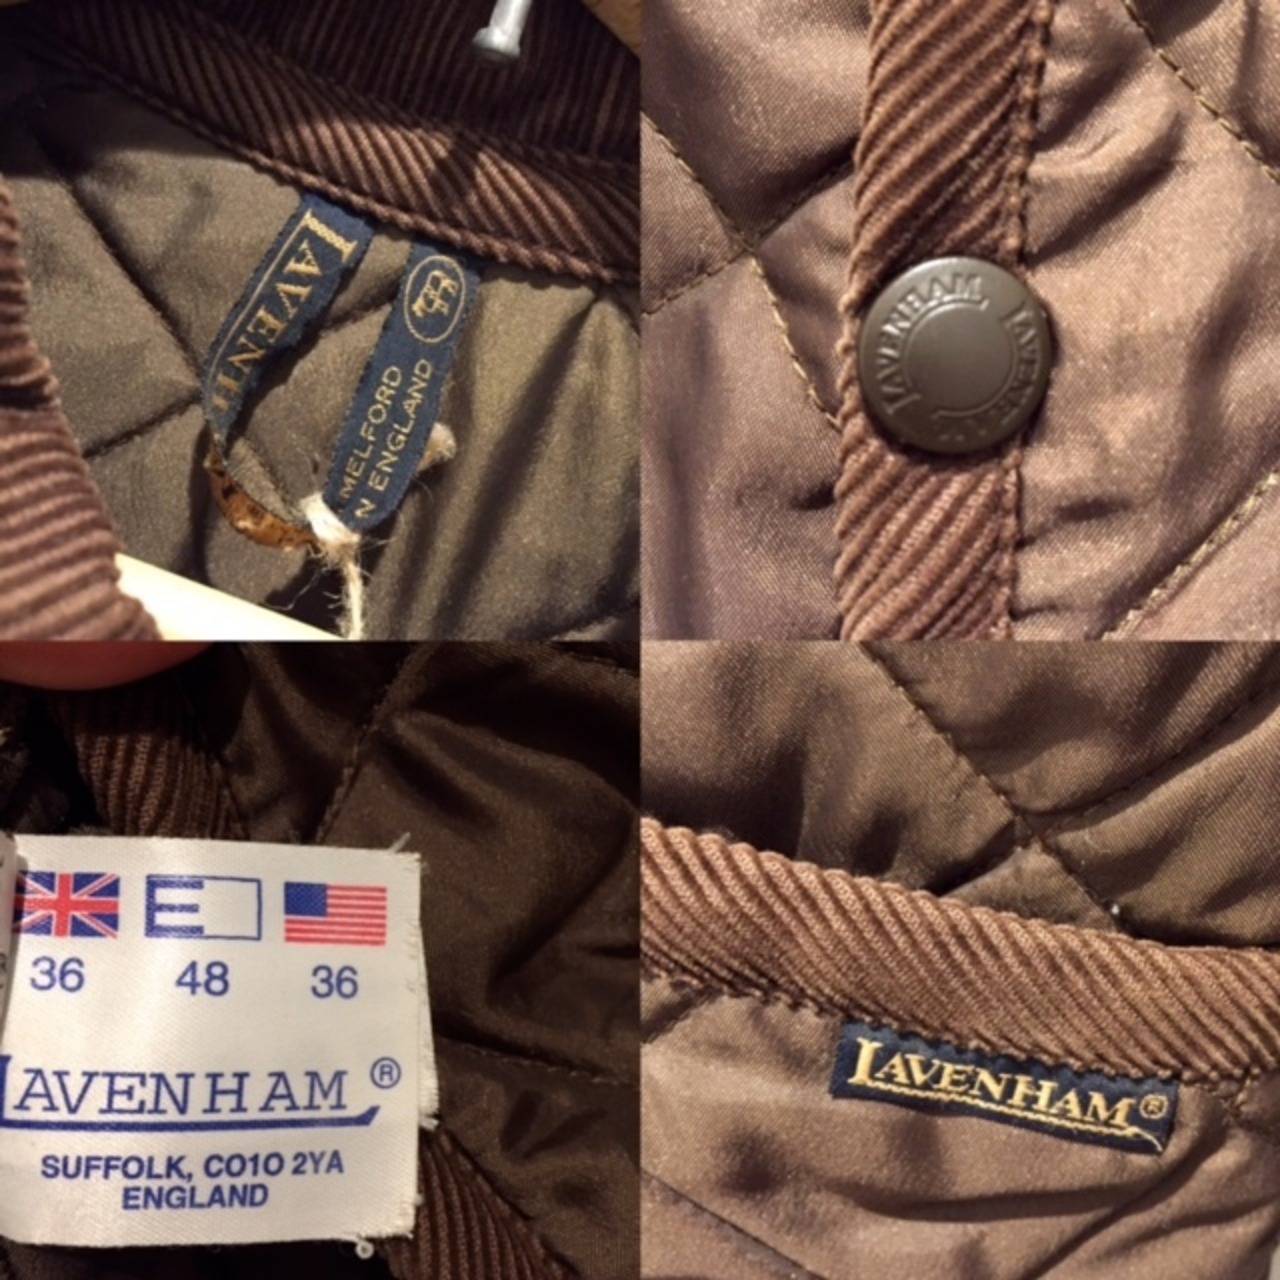 LAVENH
MELFORD
N ENGLAND
LAVENHAM
LAVENHAM
36 48 36
LAVENHAM®
SUFFOLK, CO10 2YA
ENGLAND
LAVENHAM®